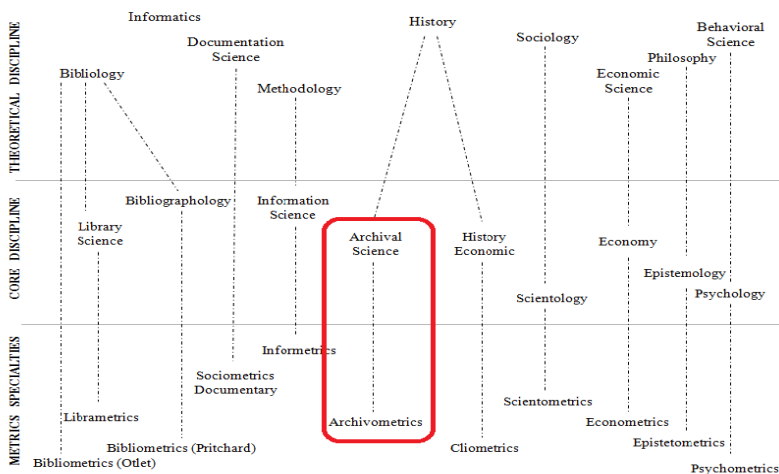 THEORETICAL DISCIPLINE
Informatics
History
Behavioral
Science
Documentation
Science
Sociology
Philosophy
Bibliology
Economic
Science
Methodology
CORE DISCIPLINE
Bibliographology
Information
Science
Library
Science
Archival
Science
History
Economic
Economy
Epistemology
Psychology
Scientology
METRICS SPECIALTIES
Informetrics
Sociometrics
Documentary
Scientometrics
Librametrics
Archivometrics
Econometrics
Bibliometrics (Pritchard)
Cliometrics
Epistetometrics
Bibliometrics (Otlet)
Psychometrics